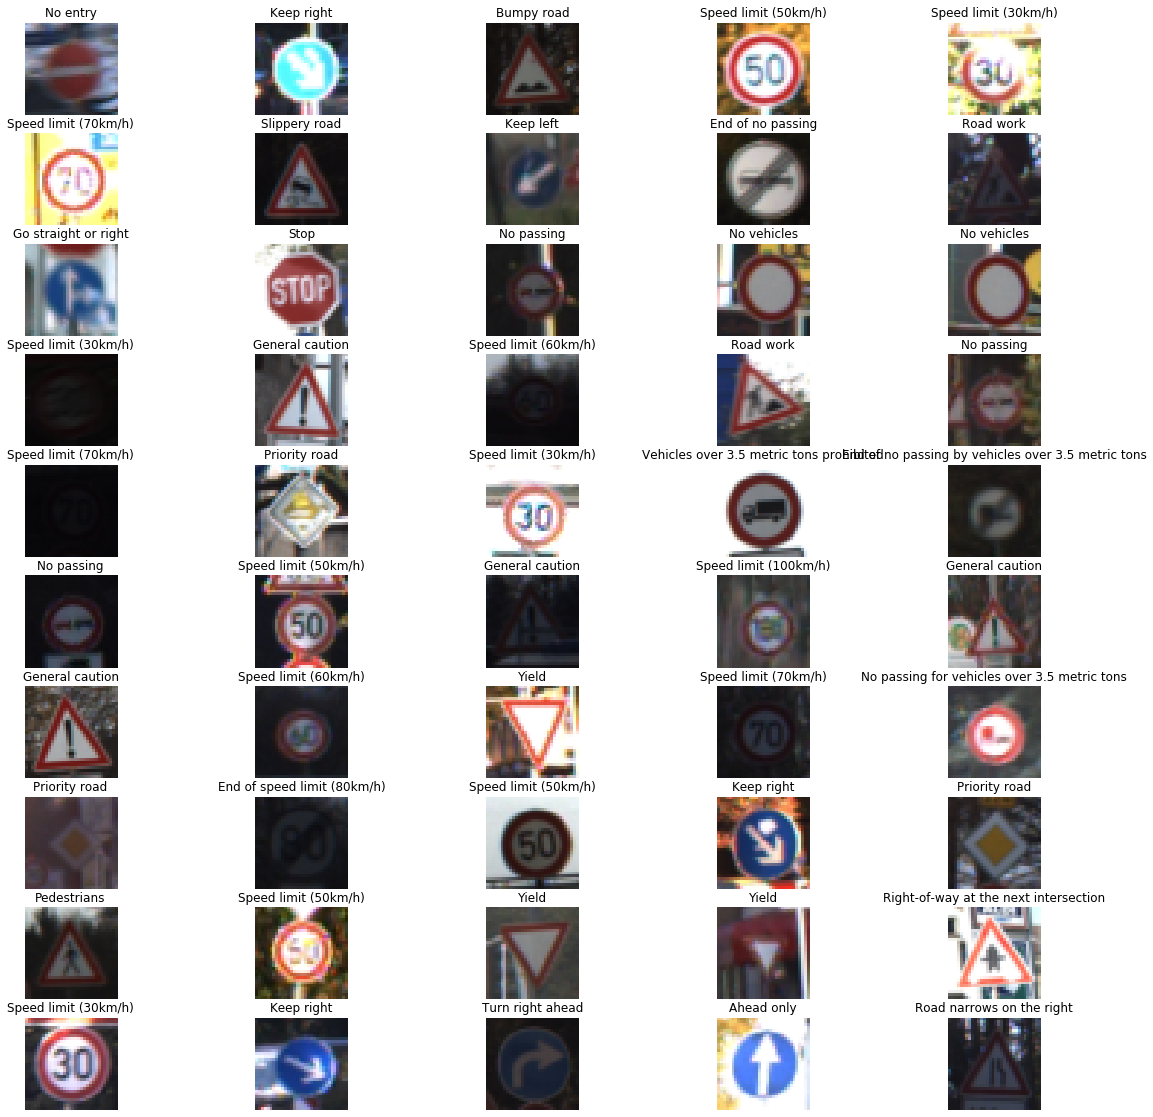 No entry
Keep right
Bumpy road
Speed limit (50km/h)
Speed limit (30km/h)
50
30
Speed limit (70km/h)
Slippery road
Keep left
End of no passing
Road work
70
Go straight or right
Stop
No passing
No vehicles
No vehicles
STOP
Speed limit (30km/h)
General caution
Speed limit (60km/h)
Road work
No passing
60
Speed limit (70km/h)
Priority road
Speed limit (30km/h)
Vehicles over 3.5 metric tons prohibited
End of no passing by vehicles over 3.5 metric tons
70
30
No passing
Speed limit (50km/h)
General caution
Speed limit (100km/h)
General caution
50
General caution
Speed limit (60km/h)
Yield
Speed limit (70km/h)
No passing for vehicles over 3.5 metric tons
70
Priority road
End of speed limit (80km/h)
Speed limit (50km/h)
Keep right
Priority road
80
50
Pedestrians
Speed limit (50km/h)
Yield
Yield
Right-of-way at the next intersection
50
Speed limit (30km/h)
Keep right
Turn right ahead
Ahead only
Road narrows on the right
30